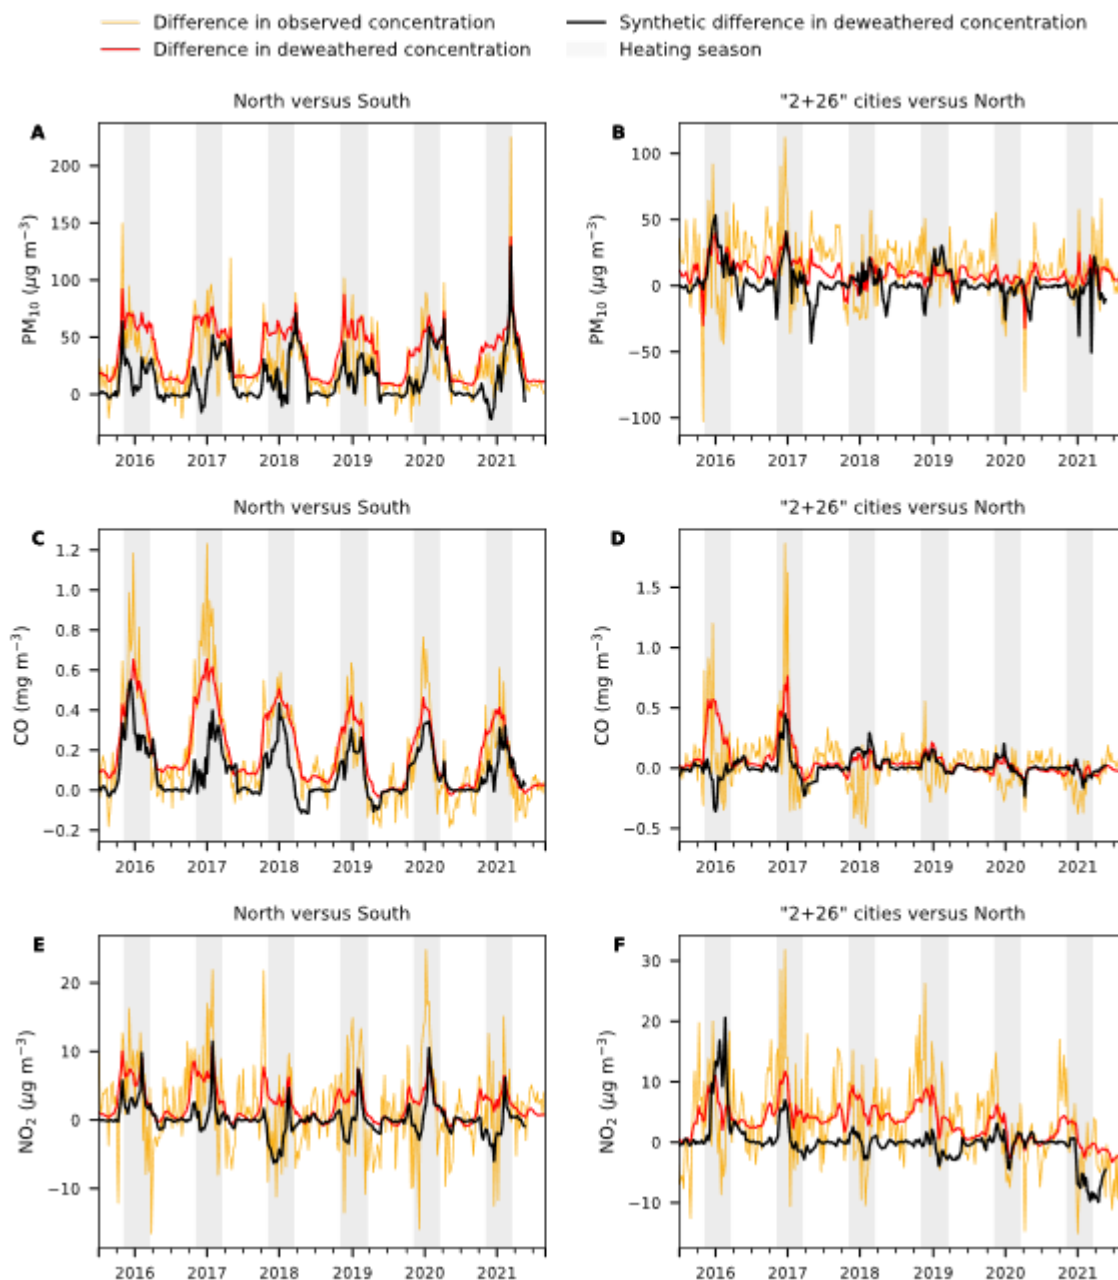 Difference in observed concentration
Difference in deweathered concentration
Synthetic difference in deweathered concentration
Heating season
North versus South
A
PM10 (μg m−3)
200
150
100
50
0
2016 2017 2018 2019 2020 2021
"2+26" cities versus North
B
PM10 (μg m−3)
100
50
0
−50
−100
2016 2017 2018 2019 2020 2021
North versus South
C
CO (mg m−3)
1.2
1.0
0.8
0.6
0.4
0.2
0.0
−0.2
2016 2017 2018 2019 2020 2021
"2+26" cities versus North
D
CO (mg m−3)
1.5
1.0
0.5
0.0
−0.5
2016 2017 2018 2019 2020 2021
North versus South
E
NO2 (μg m−3)
20
10
0
−10
2016 2017 2018 2019 2020 2021
"2+26" cities versus North
F
NO2 (μg m−3)
30
20
10
0
−10
2016 2017 2018 2019 2020 2021